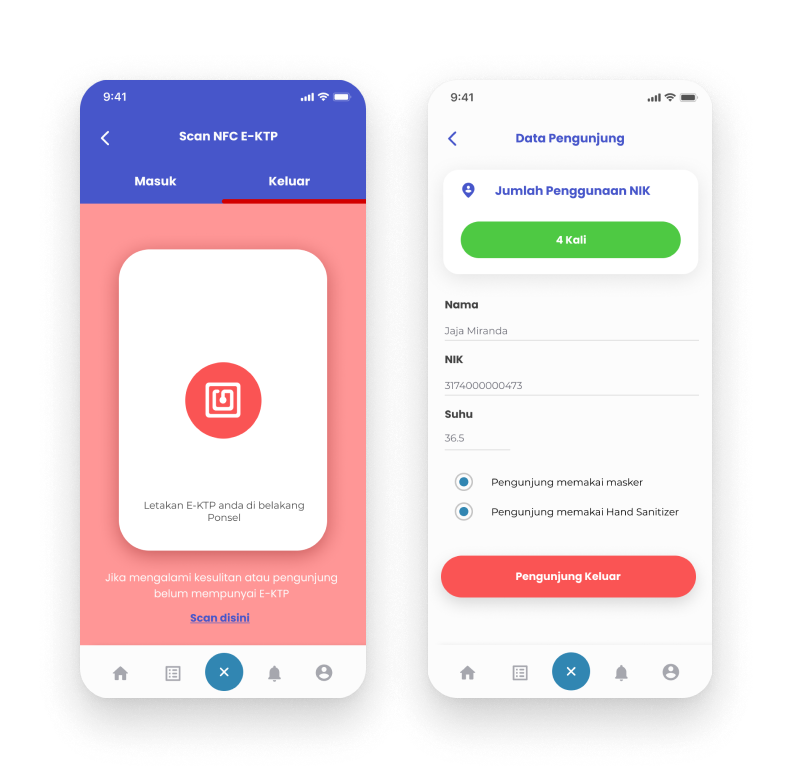 9:41
Scan NFC E-KTP
Masuk
Keluar
Letakan E-KTP anda di belakang
Ponsel
Jika mengalami kesulitan atau pengunjung
belum mempunyai E-KTP
Scan disini
9:41
Data Pengunjung
Jumlah Penggunaan NIK
4 Kali
Nama
Jaja Miranda
NIK
3174000000473
Suhu
36.5
Pengunjung memakai masker
Pengunjung memakai Hand Sanitizer
Pengunjung Keluar